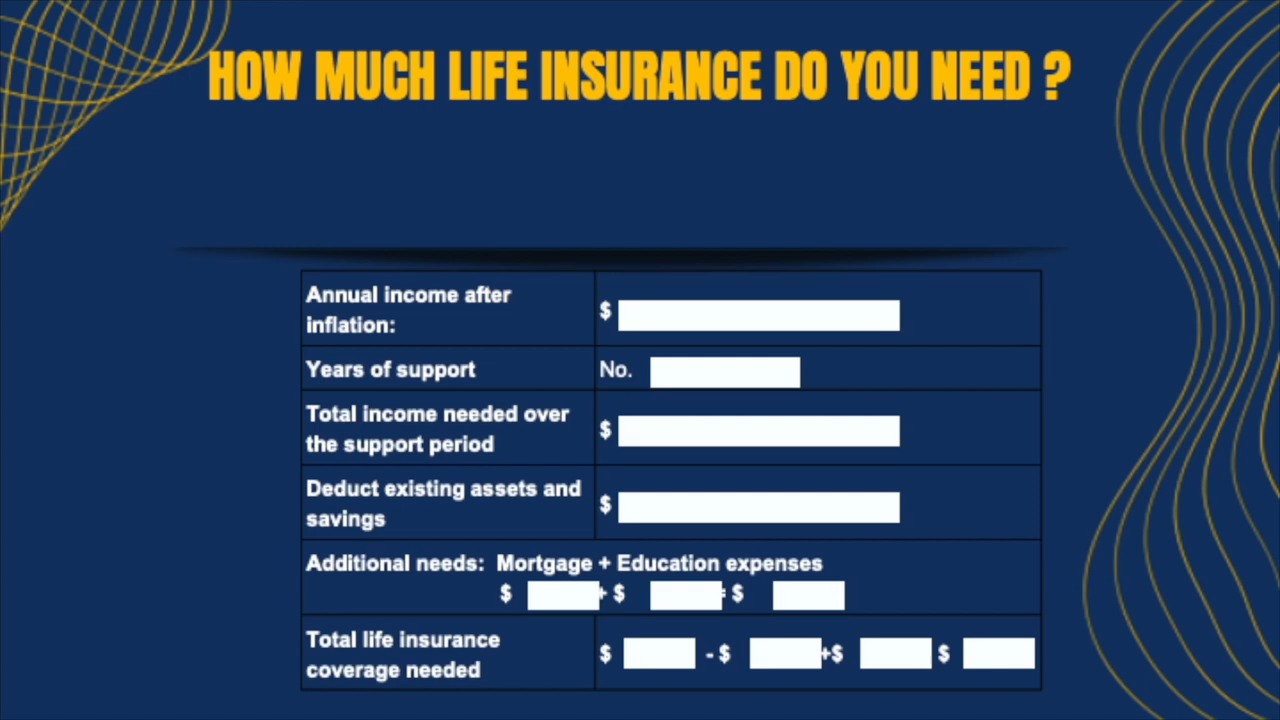 HOW MUCH LIFE INSURANCE DO YOU NEED ?
Annual income after
inflation:
$
Years of support
No.
Total income needed over
the support period
$
Deduct existing assets and
savings
$
Additional needs: Mortgage + Education expenses
$ + $ = $
Total life insurance
coverage needed
$ - $ +$ $